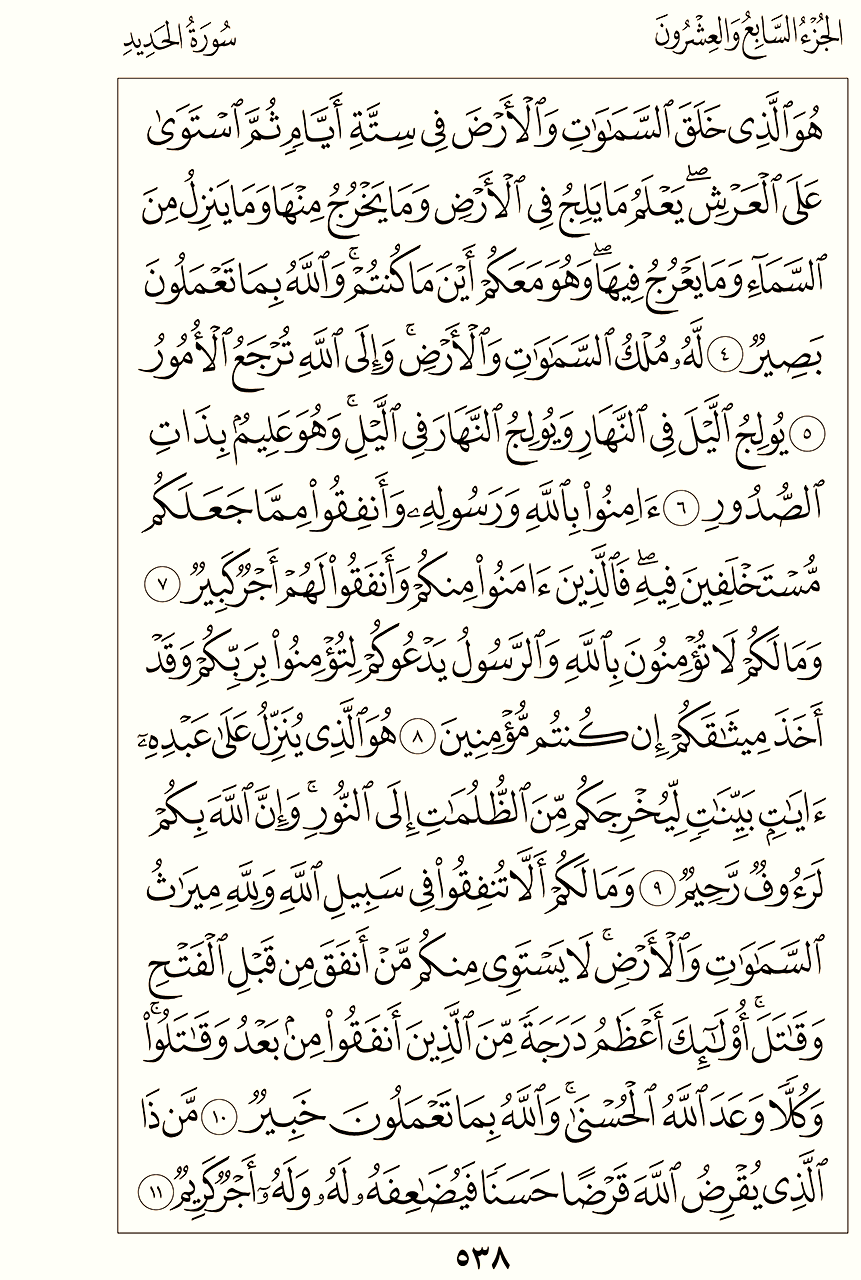 الجُزْءُ السَّابِعُ وَالعِشْرُونَ
سُورَةُ الحَدِيدِ
هُوَ ٱلَّذِى خَلَقَ ٱلسَّمَٰوَٰتِ وَٱلْأَرْضَ فِى سِتَّةِ أَيَّامٍ ثُمَّ ٱسْتَوَىٰ
عَلَى ٱلْعَرْشِ ۖ يَعْلَمُ مَا يَلِجُ فِى ٱلْأَرْضِ وَمَا يَخْرُجُ مِنْهَا وَمَا يَنزِلُ مِنَ
ٱلسَّمَآءِ وَمَا يَعْرُجُ فِيهَا ۖ وَهُوَ مَعَكُمْ أَيْنَ مَا كُنتُمْ ۚ وَٱللَّهُ بِمَا تَعْمَلُونَ
بَصِيرٌ ٤ لَّهُۥ مُلْكُ ٱلسَّمَٰوَٰتِ وَٱلْأَرْضِ ۚ وَإِلَى ٱللَّهِ تُرْجَعُ ٱلْأُمُورُ
٥ يُولِجُ ٱلَّيْلَ فِى ٱلنَّهَارِ وَيُولِجُ ٱلنَّهَارَ فِى ٱلَّيْلِ ۚ وَهُوَ عَلِيمٌۢ بِذَاتِ
ٱلصُّدُورِ ٦ ءَامِنُوا۟ بِٱللَّهِ وَرَسُولِهِۦ وَأَنفِقُوا۟ مِمَّا جَعَلَكُم
مُّسْتَخْلَفِينَ فِيهِ ۖ فَٱلَّذِينَ ءَامَنُوا۟ مِنكُمْ وَأَنفَقُوا۟ لَهُمْ أَجْرٌ كَبِيرٌ ٧
وَمَا لَكُمْ لَا تُؤْمِنُونَ بِٱللَّهِ وَٱلرَّسُولُ يَدْعُوكُمْ لِتُؤْمِنُوا۟ بِرَبِّكُمْ وَقَدْ
أَخَذَ مِيثَٰقَكُمْ إِن كُنتُم مُّؤْمِنِينَ ٨ هُوَ ٱلَّذِى يُنَزِّلُ عَلَىٰ عَبْدِهِۦٓ
ءَايَٰتٍۭ بَيِّنَٰتٍ لِّيُخْرِجَكُم مِّنَ ٱلظُّلُمَٰتِ إِلَى ٱلنُّورِ ۚ وَإِنَّ ٱللَّهَ بِكُمْ
لَرَءُوفٌ رَّحِيمٌ ٩ وَمَا لَكُمْ أَلَّا تُنفِقُوا۟ فِى سَبِيلِ ٱللَّهِ وَلِلَّهِ مِيرَٰثُ
ٱلسَّمَٰوَٰتِ وَٱلْأَرْضِ ۚ لَا يَسْتَوِى مِنكُم مَّنْ أَنفَقَ مِن قَبْلِ ٱلْفَتْحِ
وَقَٰتَلَ ۚ أُو۟لَٰٓئِكَ أَعْظَمُ دَرَجَةً مِّنَ ٱلَّذِينَ أَنفَقُوا۟ مِنۢ بَعْدُ وَقَٰتَلُوا۟ ۚ
وَكُلًّا وَعَدَ ٱللَّهُ ٱلْحُسْنَىٰ ۚ وَٱللَّهُ بِمَا تَعْمَلُونَ خَبِيرٌ ١٠ مَّن ذَا
ٱلَّذِى يُقْرِضُ ٱللَّهَ قَرْضًا حَسَنًا فَيُضَٰعِفَهُۥ لَهُۥ وَلَهُۥٓ أَجْرٌ كَرِيمٌ ١١
٥٣٨